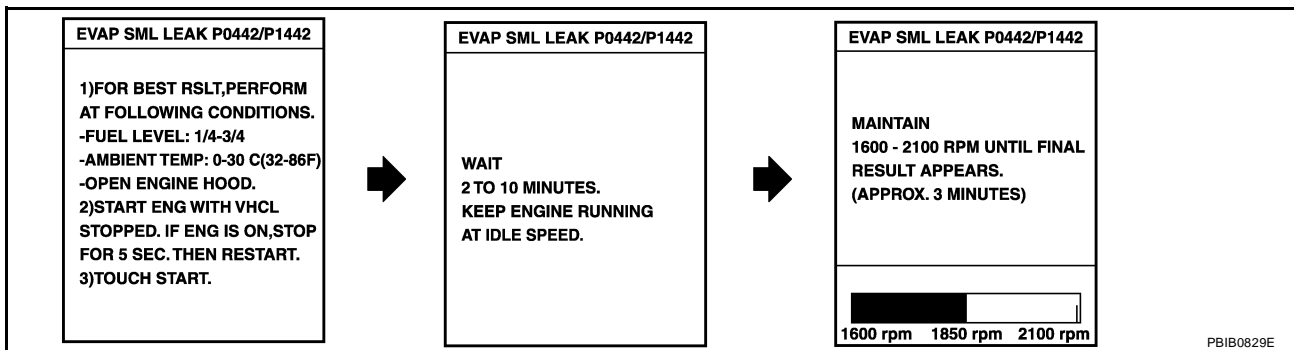 EVAP SML LEAK P0442/P1442
1)FOR BEST RSLT,PERFORM
AT FOLLOWING CONDITIONS.
-FUEL LEVEL: 1/4-3/4
-AMBIENT TEMP: 0-30 C(32-86F)
-OPEN ENGINE HOOD.
2)START ENG WITH VHCL
STOPPED. IF ENG IS ON,STOP
FOR 5 SEC. THEN RESTART.
3)TOUCH START.
EVAP SML LEAK P0442/P1442
WAIT
2 TO 10 MINUTES.
KEEP ENGINE RUNNING
AT IDLE SPEED.
EVAP SML LEAK P0442/P1442
MAINTAIN
1600 - 2100 RPM UNTIL FINAL
RESULT APPEARS.
(APPROX. 3 MINUTES)
1600 rpm 1850 rpm 2100 rpm
PBIB0829E